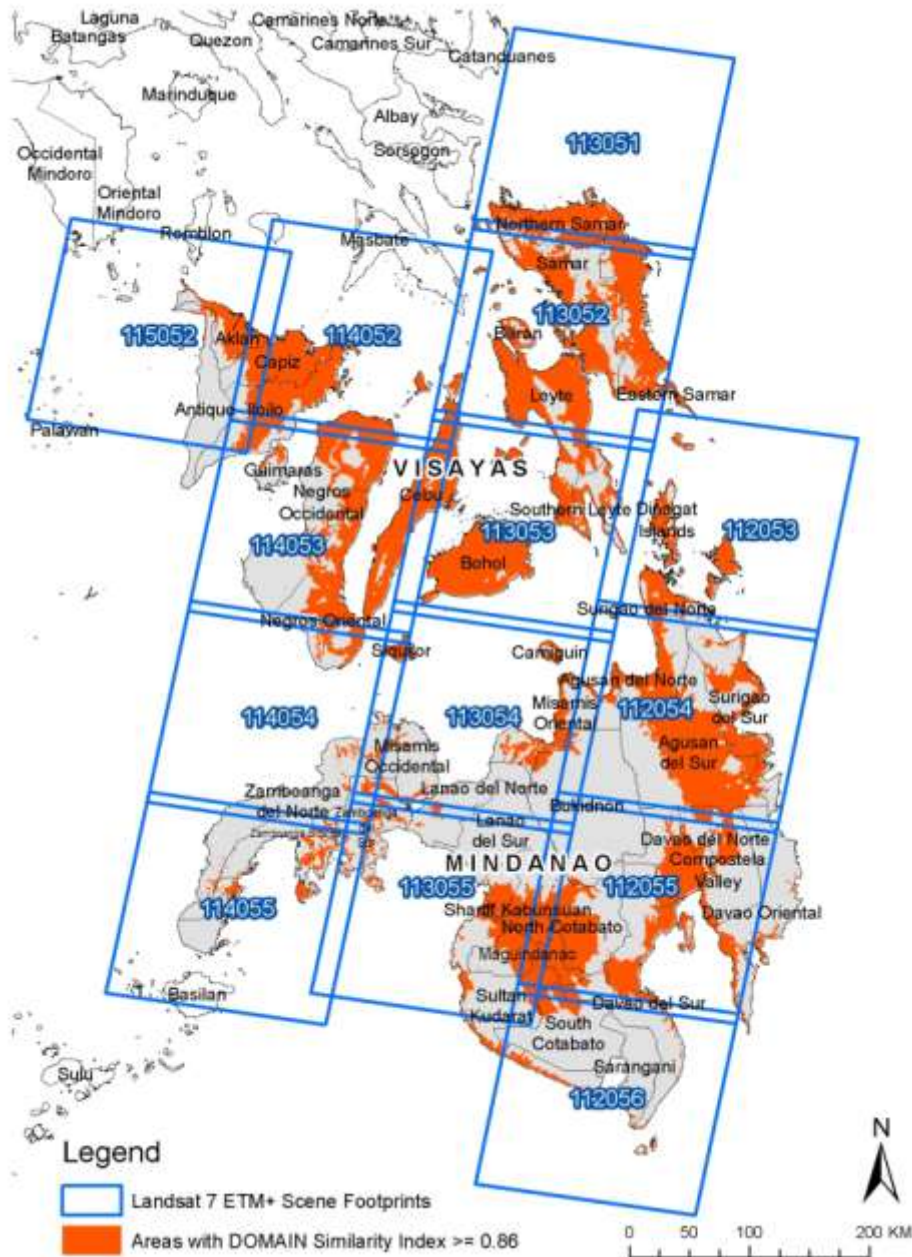 Laguna
Camarines Norte
Batangas
Quezon
Camarines Sur
Catanduanes
Marinduque
Albay
113051
Occidental
Mindoro
Sorsogon
Oriental
Mindoro
Northern Samar
Romblon
Masbate
Samar
113052
115052
114052
Biliran
Aklan
Capiz
Leyte
Eastern Samar
Antique
Iloilo
Palawan
VISAYAS
Guimaras
Negros
Occidental
Cebu
Southern Leyte
Dinagat
Islands
112053
113053
114053
Bohol
Surigao del Norte
Negros Oriental
Siquijor
Camiguin
Agusan del Norte
Misamis
Oriental
Surigao
del Sur
112054
114054
113054
Agusan
del Sur
Misamis
Occidental
Zamboanga
del Norte
Lanao del Norte
Bukidnon
Zamboanga
Sur
Lanao
del Sur
Davao del Norte
MINDANAO
Compostela
Valley
113055
112055
114055
Shariff Kabunsuan
North Cotabato
Davao Oriental
Maguindanao
Basilan
Sultan
Kudarat
Davao del Sur
South
Cotabato
Sarangani
Sulu
112056
Legend
N
Landsat 7 ETM+ Scene Footprints
Areas with DOMAIN Similarity Index >= 0.86
0 50 100 200 KM